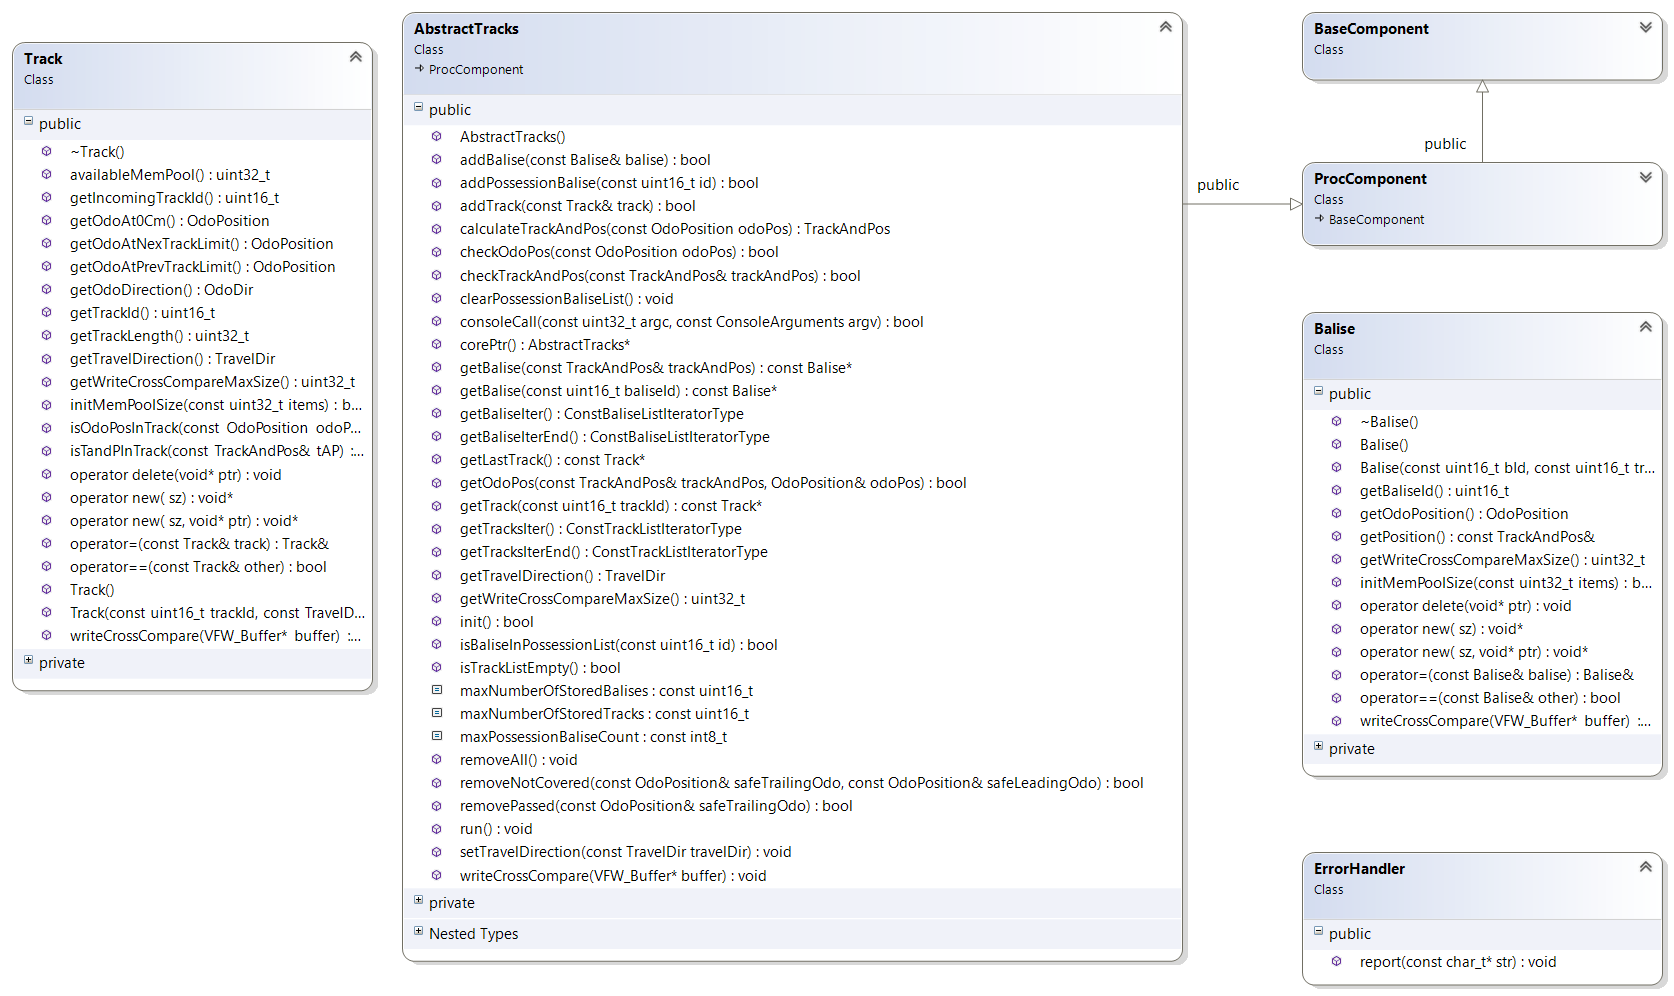 Track
Class
public
~Track()
availableMemPool() : uint32_t
getIncomingTrackId() : uint16_t
getOdoAt0Cm() : OdoPosition
getOdoAtNexTrackLimit() : OdoPosition
getOdoAtPrevTrackLimit() : OdoPosition
getOdoDirection() : OdoDir
getTrackId() : uint16_t
getTrackLength() : uint32_t
getTravelDirection() : TravelDir
getWriteCrossCompareMaxSize() : uint32_t
initMemPoolSize(const uint32_t items) : b...
isOdoPosInTrack(const OdoPosition odoP...
isTandPInTrack(const TrackAndPos& tAP) :...
operator delete(void* ptr) : void
operator new( sz) : void*
operator new( sz, void* ptr) : void*
operator=(const Track& track) : Track&
operator==(const Track& other) : bool
Track()
Track(const uint16_t trackId, const TravelD...
writeCrossCompare(VFW_Buffer* buffer) :...
private
AbstractTracks
Class
ProcComponent
public
AbstractTracks()
addBalise(const Balise& balise) : bool
addPossessionBalise(const uint16_t id) : bool
addTrack(const Track& track) : bool
calculateTrackAndPos(const OdoPosition odoPos) : TrackAndPos
checkOdoPos(const OdoPosition odoPos) : bool
checkTrackAndPos(const TrackAndPos& trackAndPos) : bool
clearPossessionBaliseList() : void
consoleCall(const uint32_t argc, const ConsoleArguments argv) : bool
corePtr() : AbstractTracks*
getBalise(const TrackAndPos& trackAndPos) : const Balise*
getBalise(const uint16_t baliseId) : const Balise*
getBaliseIter() : ConstBaliseListIteratorType
getBaliseIterEnd() : ConstBaliseListIteratorType
getLastTrack() : const Track*
getOdoPos(const TrackAndPos& trackAndPos, OdoPosition& odoPos) : bool
getTrack(const uint16_t trackId) : const Track*
getTracksIter() : ConstTrackListIteratorType
getTracksIterEnd() : ConstTrackListIteratorType
getTravelDirection() : TravelDir
getWriteCrossCompareMaxSize() : uint32_t
init() : bool
isBaliseInPossessionList(const uint16_t id) : bool
isTrackListEmpty() : bool
maxNumberOfStoredBalises : const uint16_t
maxNumberOfStoredTracks : const uint16_t
maxPossessionBaliseCount : const int8_t
removeAll() : void
removeNotCovered(const OdoPosition& safeTrailingOdo, const OdoPosition& safeLeadingOdo) : bool
removePassed(const OdoPosition& safeTrailingOdo) : bool
run() : void
setTravelDirection(const TravelDir travelDir) : void
writeCrossCompare(VFW_Buffer* buffer) : void
private
Nested Types
public
BaseComponent
Class
public
ProcComponent
Class
BaseComponent
Balise
Class
public
~Balise()
Balise()
Balise(const uint16_t bId, const uint16_t tr...
getBaliseId() : uint16_t
getOdoPosition() : OdoPosition
getPosition() : const TrackAndPos&
getWriteCrossCompareMaxSize() : uint32_t
initMemPoolSize(const uint32_t items) : b...
operator delete(void* ptr) : void
operator new( sz) : void*
operator new( sz, void* ptr) : void*
operator=(const Balise& balise) : Balise&
operator==(const Balise& other) : bool
writeCrossCompare(VFW_Buffer* buffer) :...
private
ErrorHandler
Class
public
report(const char_t* str) : void